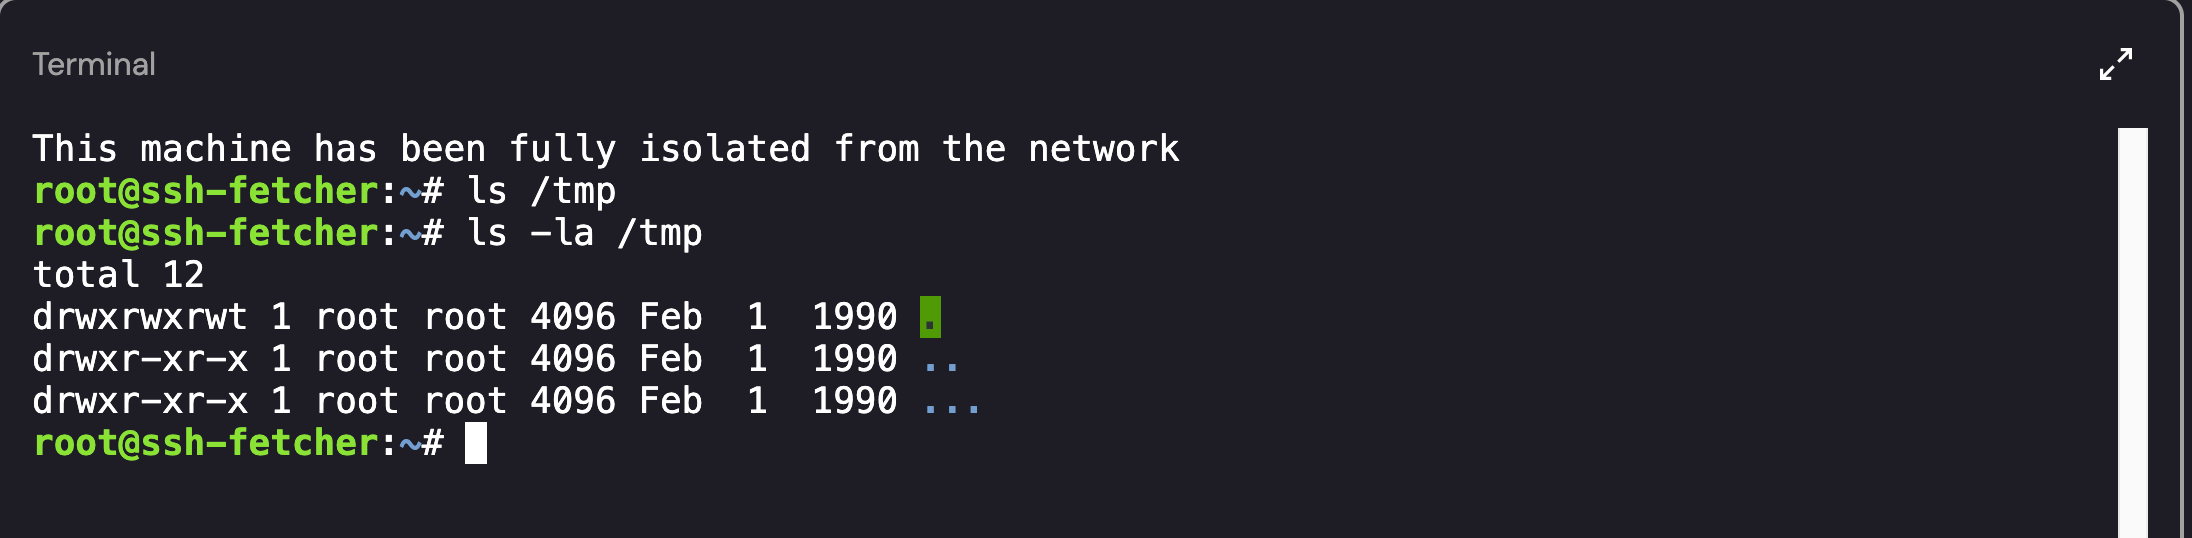 Terminal
This machine has been fully isolated from the network
root@ssh-fetcher:~# ls /tmp
root@ssh-fetcher:~# ls -la /tmp
total 12
drwxrwxrwt 1 root root 4096 Feb  1  1990 .
drwxr-xr-x 1 root root 4096 Feb  1  1990 ..
drwxr-xr-x 1 root root 4096 Feb  1  1990 ...
root@ssh-fetcher:~#